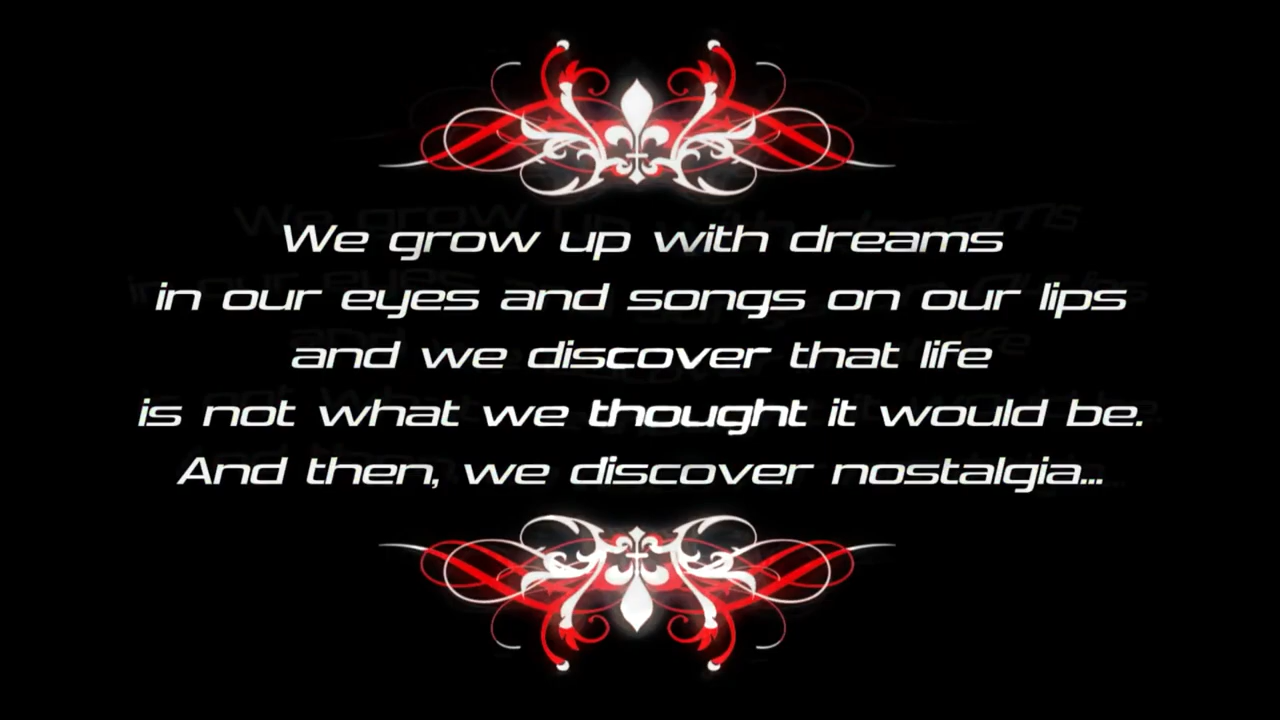 We grow up with dreams
in our eyes and songs on our lips
and we discover that life
is not what we thought it would be.
And then, we discover nostalgia...